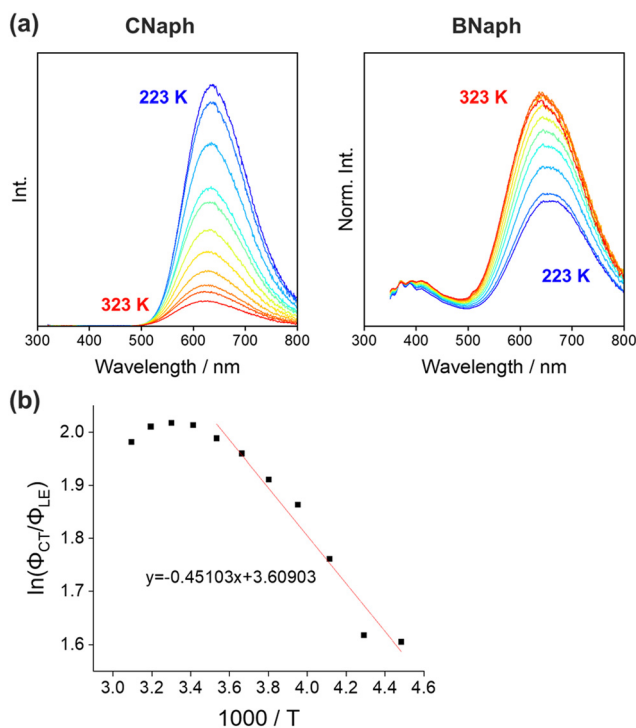 (a)
CNaph
BNaph
Int.
223 K
323 K
300 400 500 600 700 800
Wavelength / nm
Norm. Int.
323 K
223 K
300 400 500 600 700 800
Wavelength / nm
(b)
ln(Φ_CT/Φ_LE)
2.0
1.9
1.8
1.7
1.6
y=-0.45103x+3.60903
3.0 3.2 3.4 3.6 3.8 4.0 4.2 4.4 4.6
1000 / T